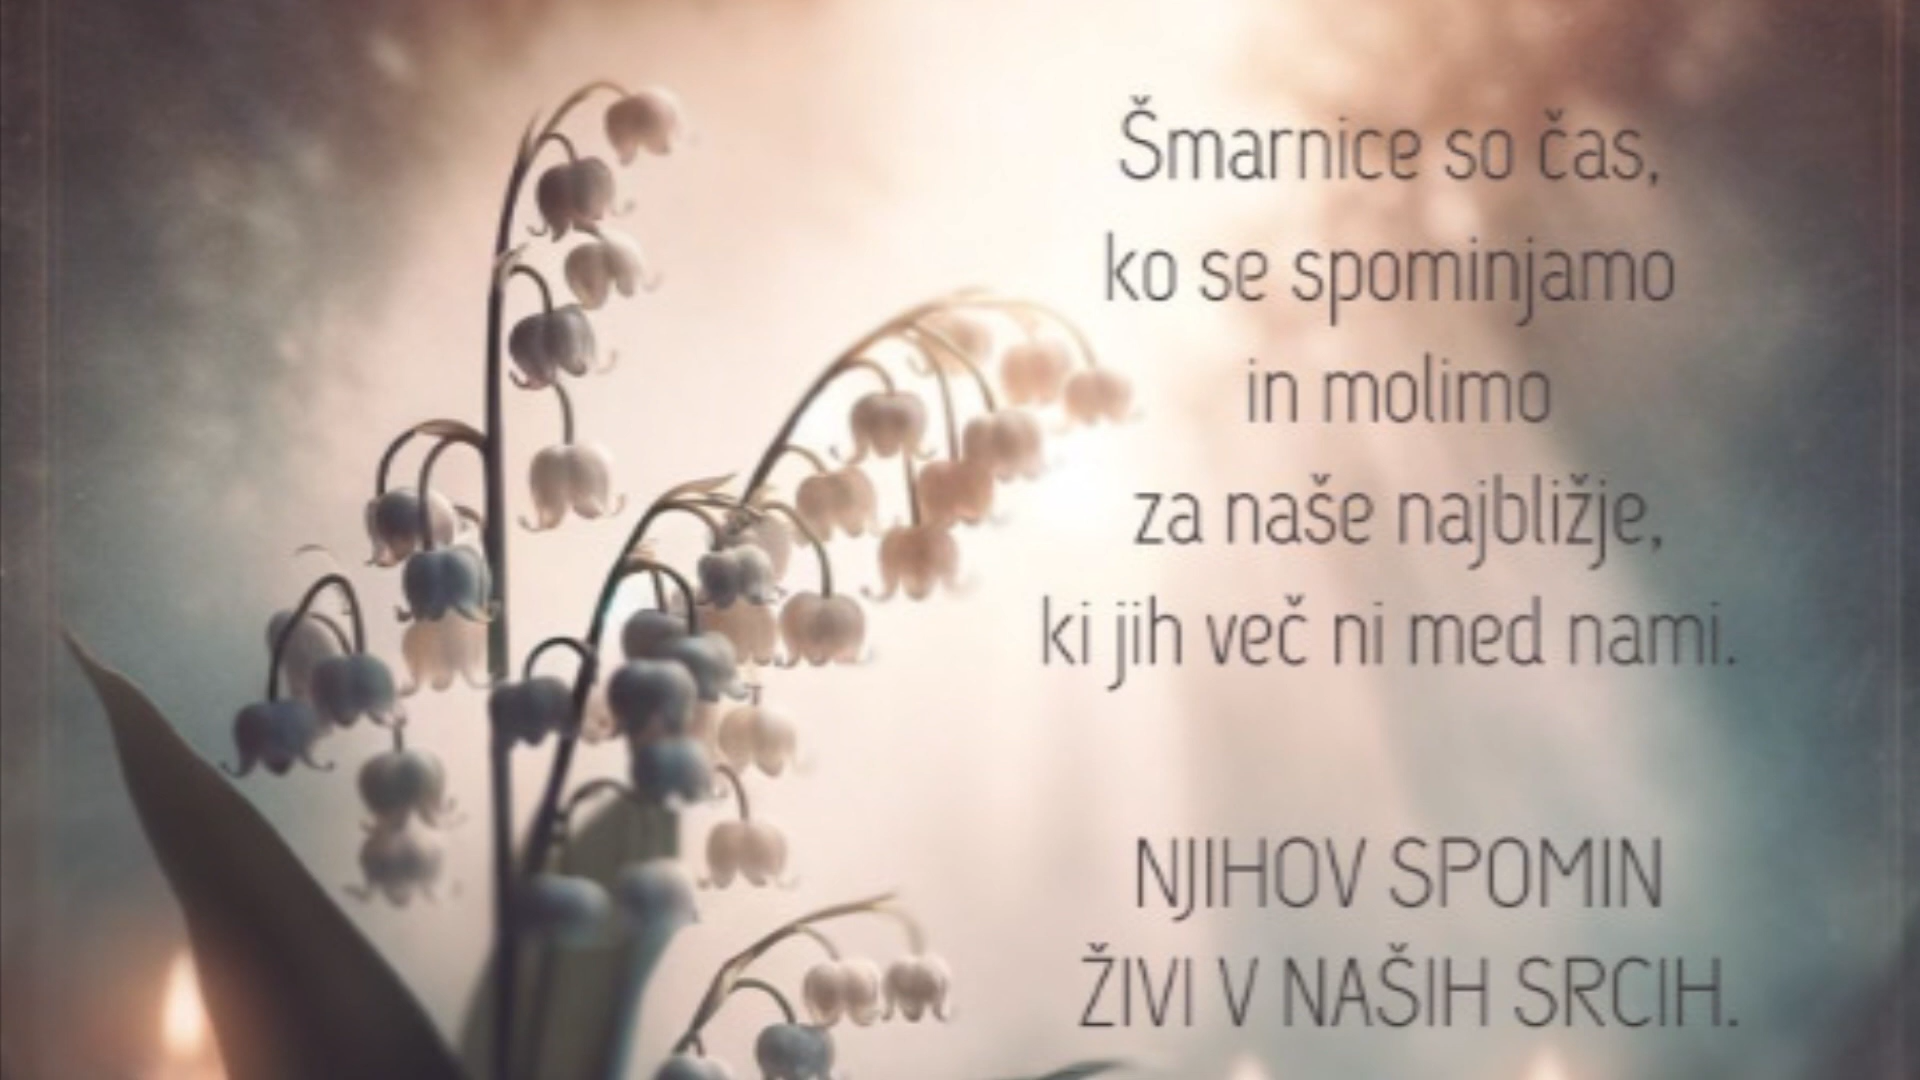 Šmarnice so čas,
ko se spominjamo
in molimo
za naše najbližje,
ki jih več ni med nami.
NJIHOV SPOMIN
ŽIVI V NAŠIH SRCIH.